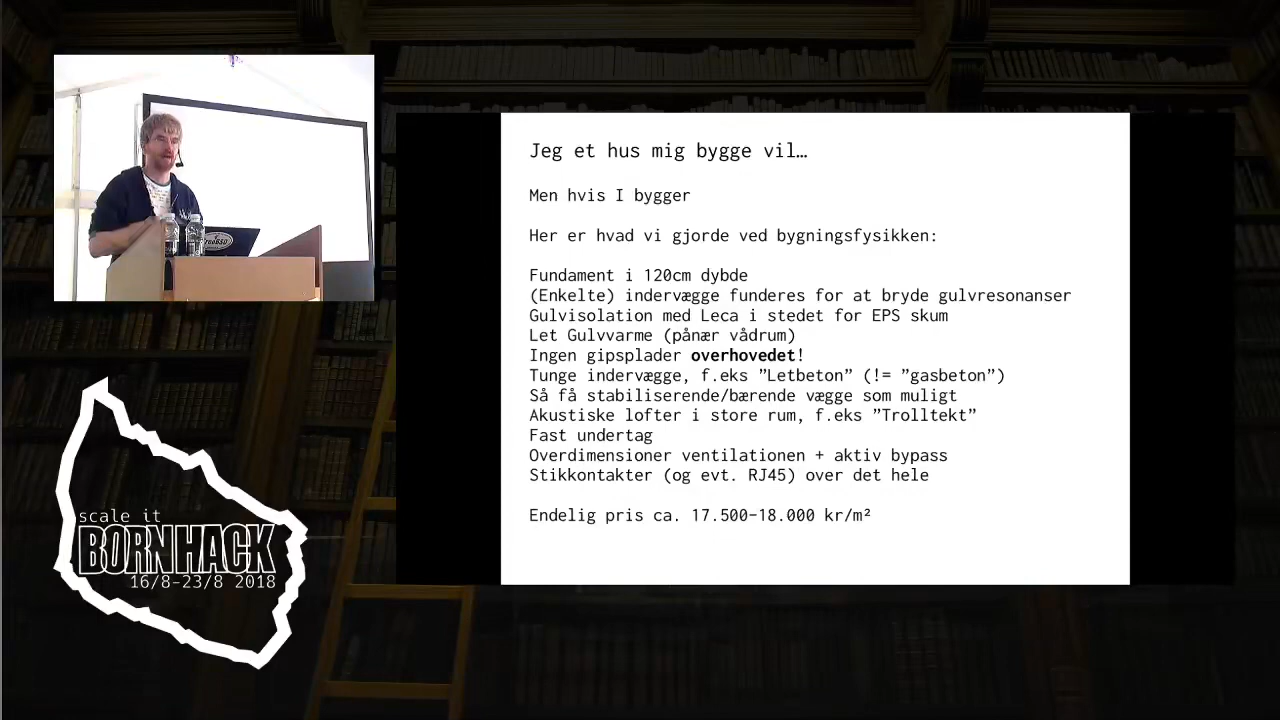 Jeg et hus mig bygge vil…
Men hvis I bygger
Her er hvad vi gjorde ved bygningsfysikken:
Fundament i 120cm dybde
(Enkelte) indervægge funderes for at bryde gulvresonanser
Gulvisolation med Leca i stedet for EPS skum
Let Gulvvarme (pånær vådrum)
Ingen gipsplader overhovedet!
Tunge indervægge, f.eks ”Letbeton” (!= ”gasbeton”)
Så få stabiliserende/bærende vægge som muligt
Akustiske lofter i store rum, f.eks ”Trolltekt”
Fast undertag
Overdimensioner ventilationen + aktiv bypass
Stikkontakter (og evt. RJ45) over det hele
Endelig pris ca. 17.500-18.000 kr/m²
scale it
BORNHACK
16/8-23/8 2018